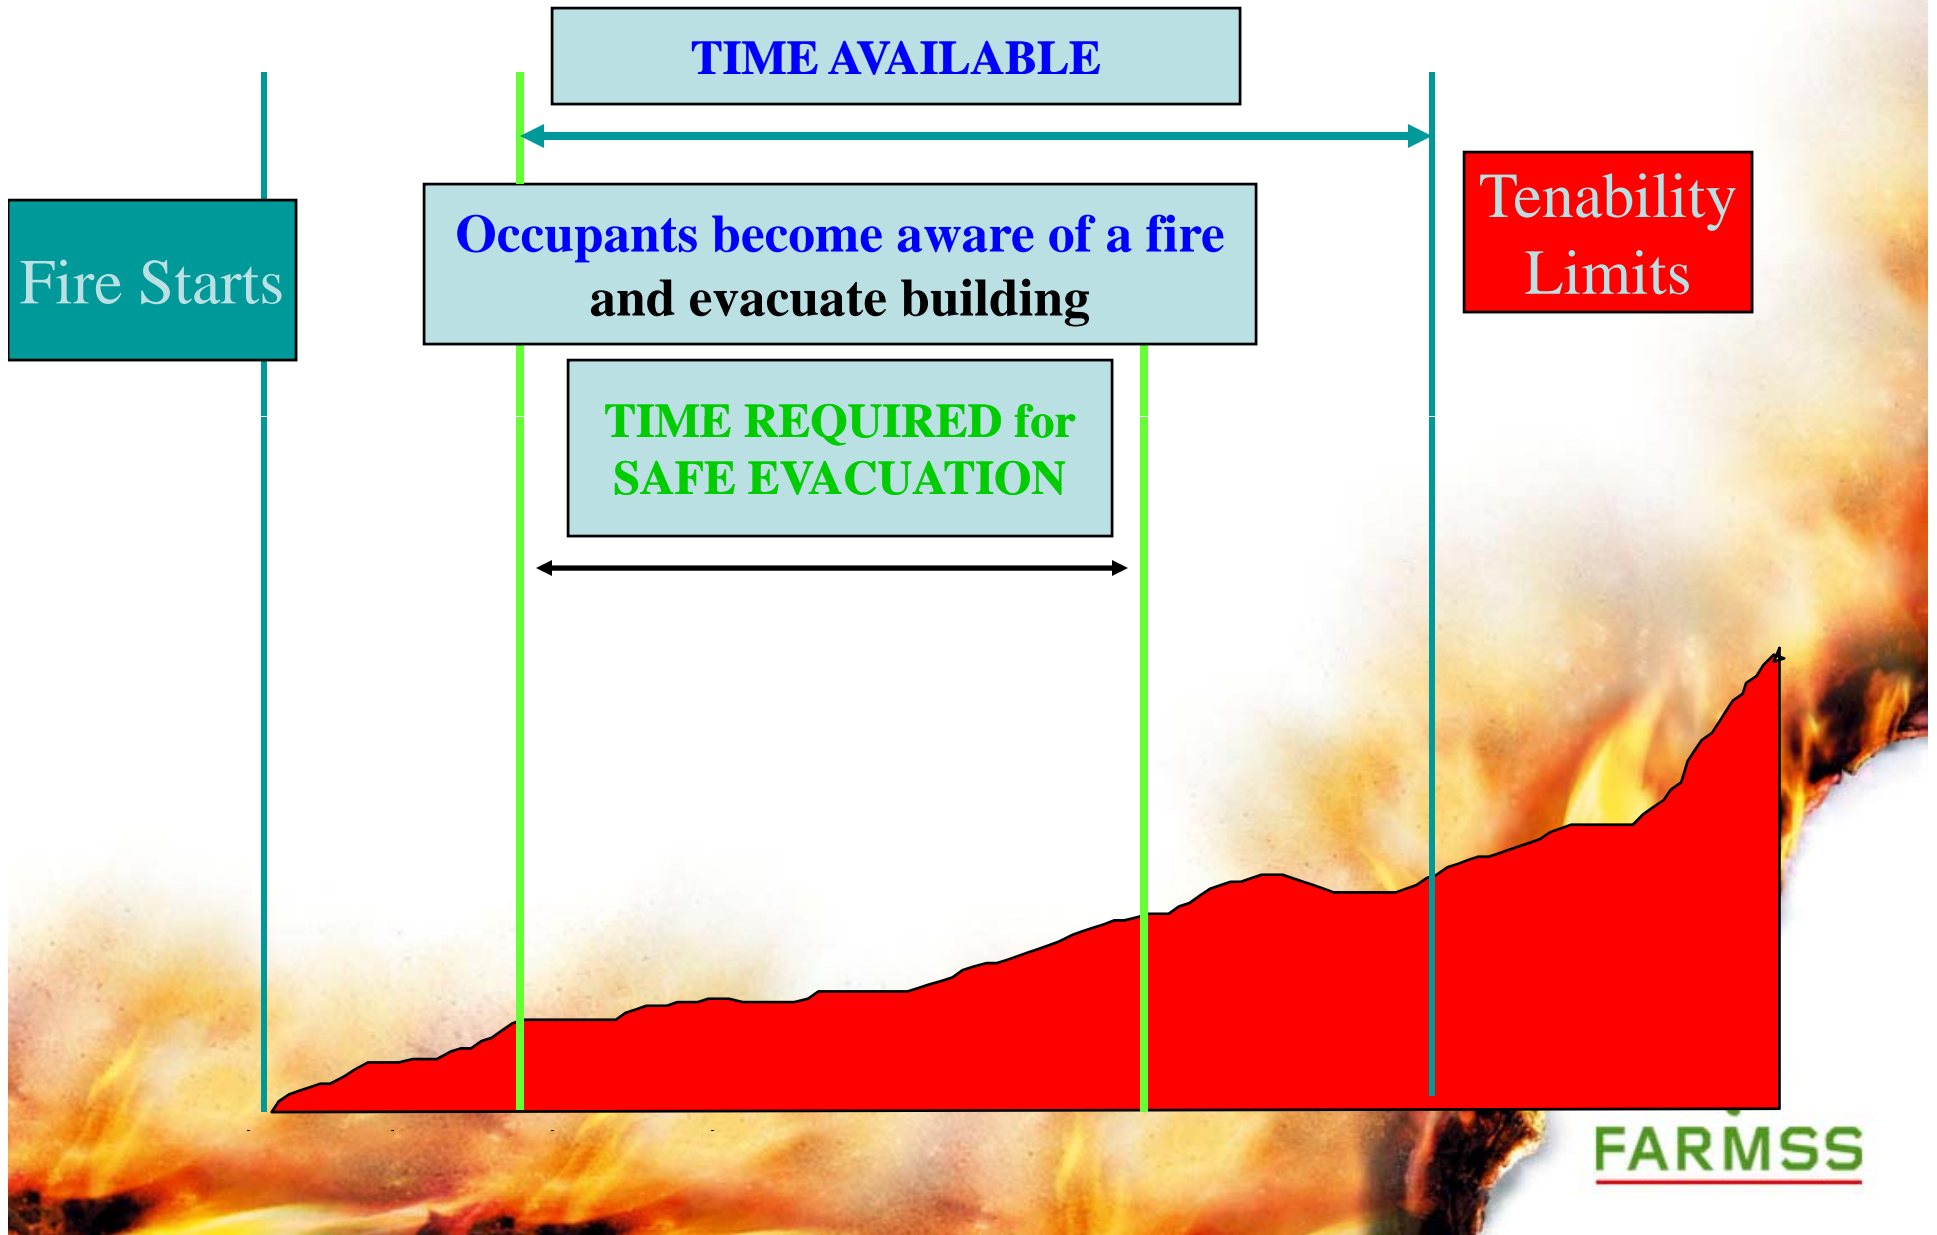 TIME AVAILABLE
Fire Starts
Occupants become aware of a fire
and evacuate building
Tenability
Limits
TIME REQUIRED for
SAFE EVACUATION
FARMSS